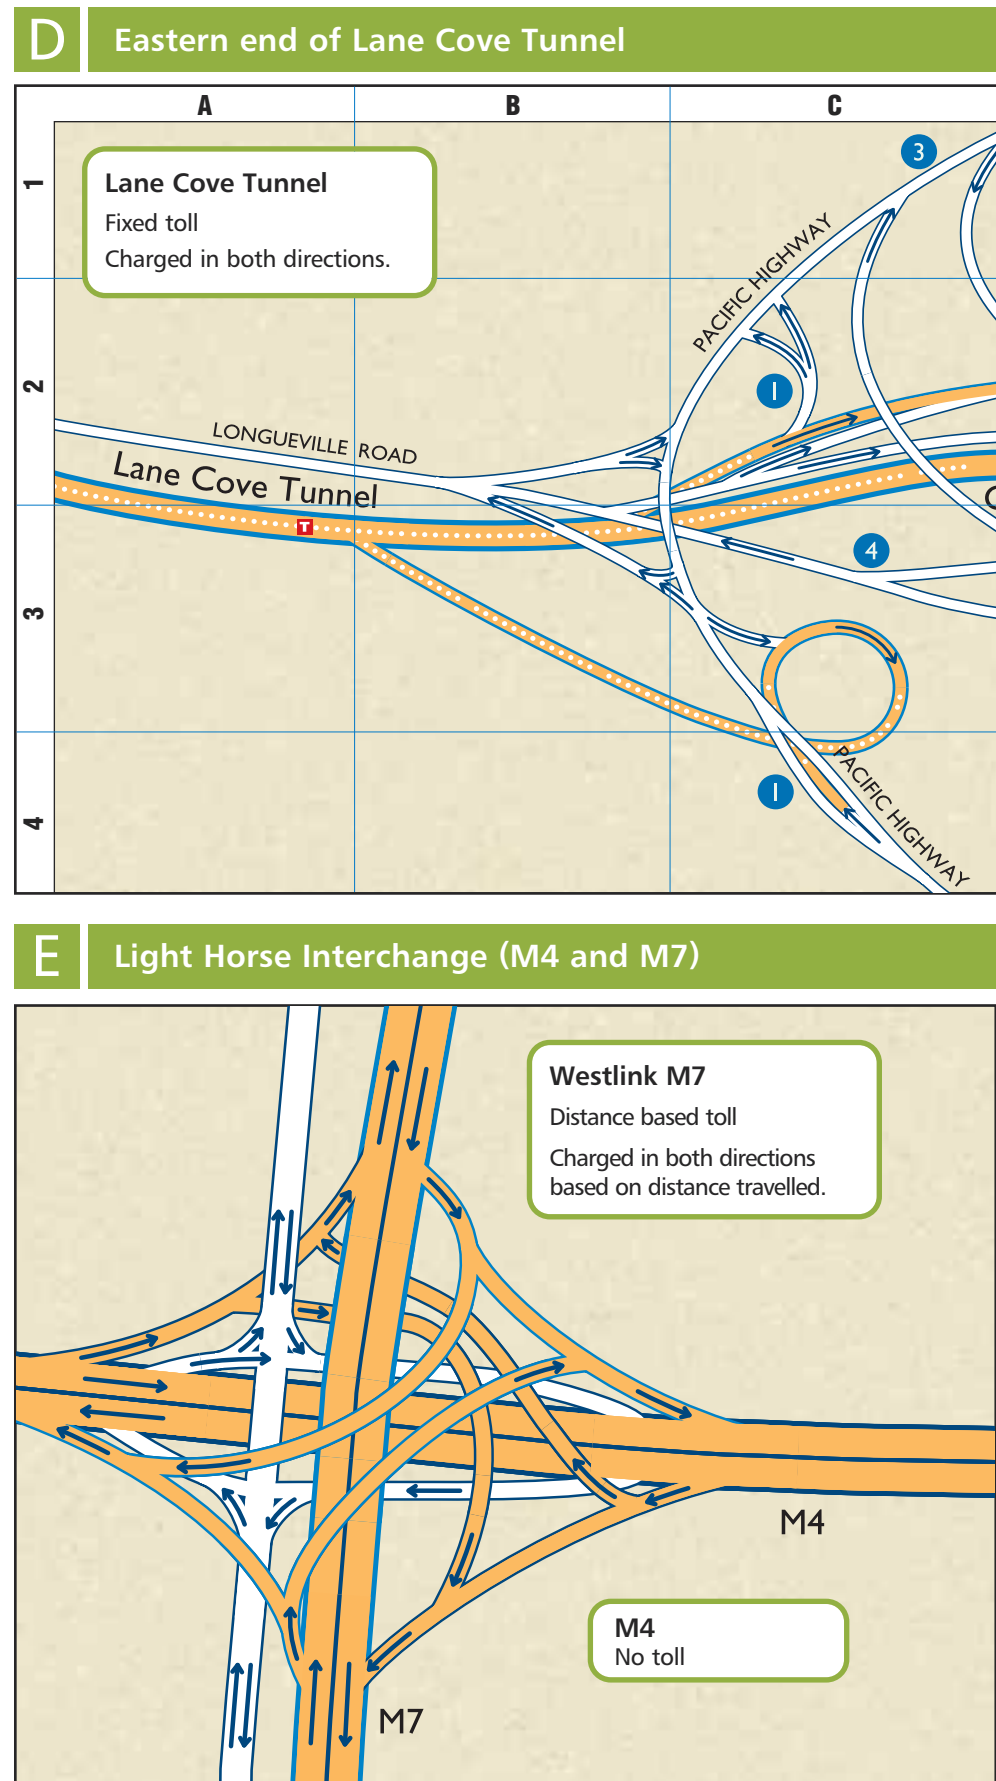 D
Eastern end of Lane Cove Tunnel
A
B
C
1
Lane Cove Tunnel
Fixed toll
Charged in both directions.
3
PACIFIC HIGHWAY
2
1
LONGUEVILLE ROAD
Lane Cove Tunnel
T
4
3
1
PACIFIC HIGHWAY
4
E
Light Horse Interchange (M4 and M7)
Westlink M7
Distance based toll
Charged in both directions
based on distance travelled.
M4
M4
No toll
M7